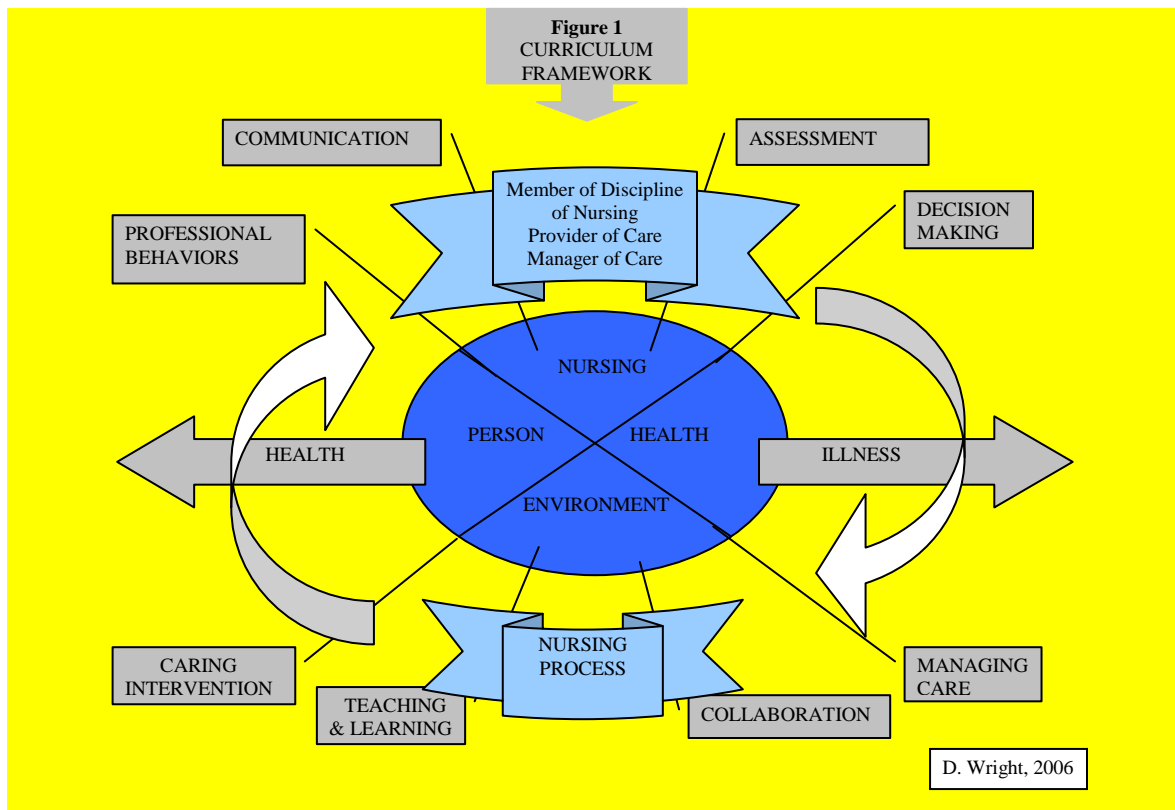 Figure 1
CURRICULUM
FRAMEWORK
COMMUNICATION
ASSESSMENT
Member of Discipline
of Nursing
Provider of Care
Manager of Care
PROFESSIONAL
BEHAVIORS
DECISION
MAKING
NURSING
PERSON
HEALTH
HEALTH
ILLNESS
ENVIRONMENT
CARING
INTERVENTION
NURSING
PROCESS
MANAGING
CARE
TEACHING
& LEARNING
COLLABORATION
D. Wright, 2006